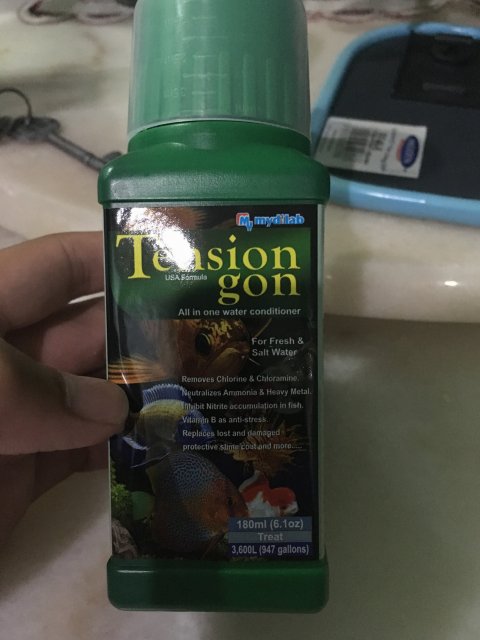 mydilab
Tension
USA Formula
gon
All in one water conditioner
For Fresh &
Salt Water
Removes Chlorine & Chloramine.
Neutralizes Ammonia & Heavy Metal.
Inhibit Nitrite accumulation in fish.
Vitamin B as anti-stress.
Replaces lost and damaged
protective slime coat and more.....
180ml (6.1oz)
Treat
3,600L (947 gallons)